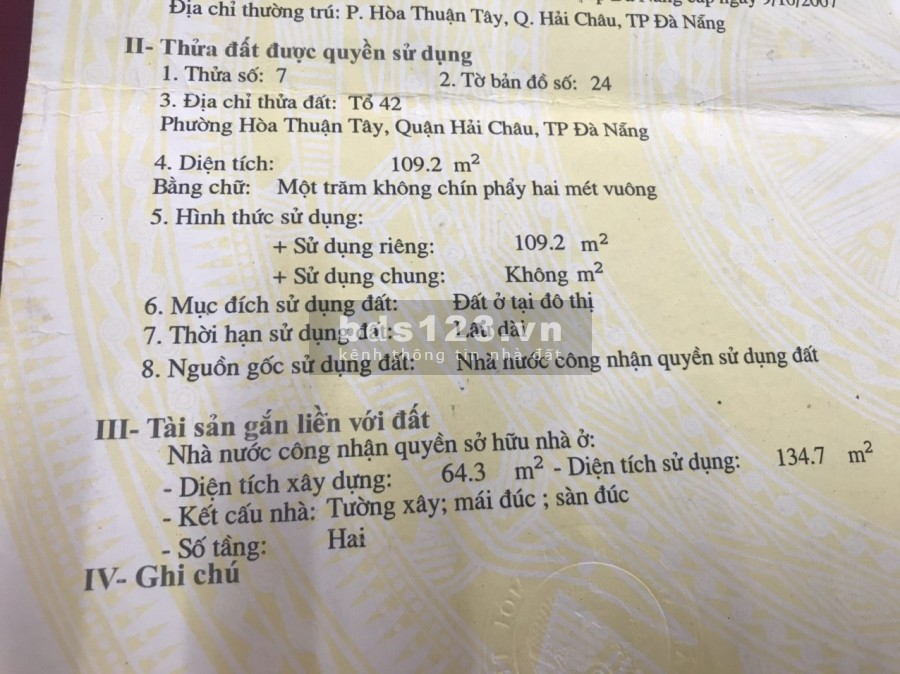 cấp ngày 9/10/2007
Địa chỉ thường trú: P. Hòa Thuận Tây, Q. Hải Châu, TP Đà Nẵng
II- Thửa đất được quyền sử dụng
1. Thửa số: 7 2. Tờ bản đồ số: 24
3. Địa chỉ thửa đất: Tổ 42
Phường Hòa Thuận Tây, Quận Hải Châu, TP Đà Nẵng
4. Diện tích: 109.2 m²
Bằng chữ: Một trăm không chín phẩy hai mét vuông
5. Hình thức sử dụng:
+ Sử dụng riêng: 109.2 m²
+ Sử dụng chung: Không m²
6. Mục đích sử dụng đất: Đất ở tại đô thị
7. Thời hạn sử dụng đất: Lâu dài
bds123.vn
kênh thông tin nhà đất
8. Nguồn gốc sử dụng đất: Nhà nước công nhận quyền sử dụng đất
III- Tài sản gắn liền với đất
Nhà nước công nhận quyền sở hữu nhà ở:
- Diện tích xây dựng: 64.3 m² - Diện tích sử dụng: 134.7 m²
- Kết cấu nhà: Tường xây; mái đúc ; sàn đúc
- Số tầng: Hai
IV- Ghi chú